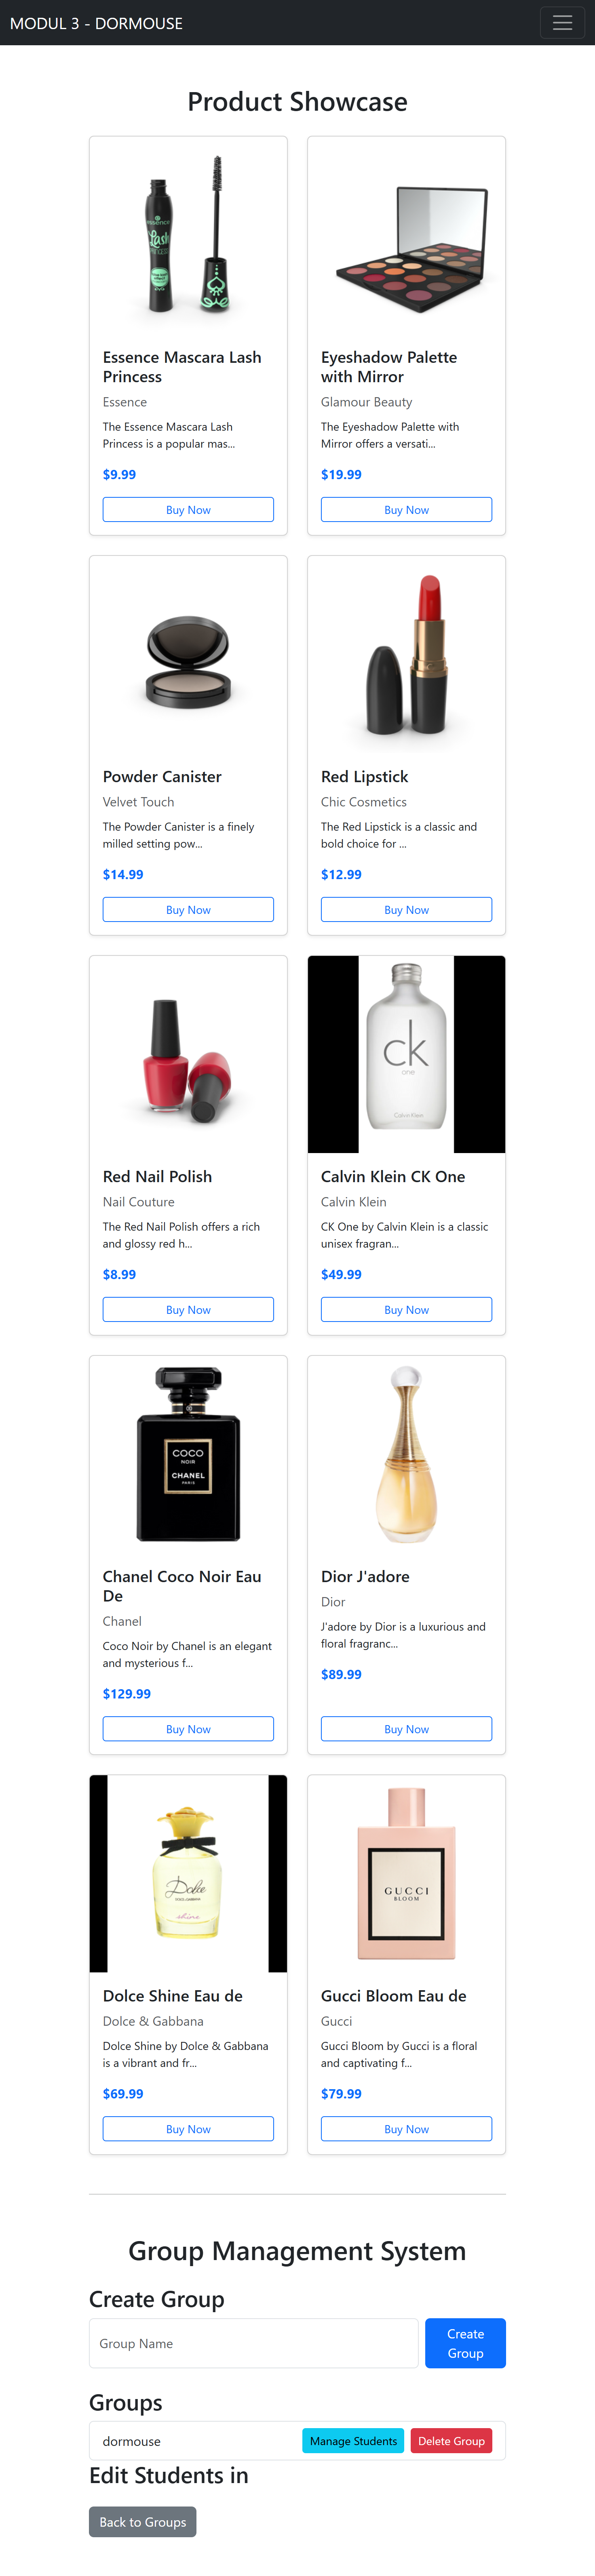 MODUL 3 - DORMOUSE
Product Showcase
essence
Lash
PRINCESS
Essence Mascara Lash
Princess
Essence
The Essence Mascara Lash
Princess is a popular mas...
$9.99
Buy Now
Eyeshadow Palette
with Mirror
Glamour Beauty
The Eyeshadow Palette with
Mirror offers a versati...
$19.99
Buy Now
Powder Canister
Velvet Touch
The Powder Canister is a finely
milled setting pow...
$14.99
Buy Now
Red Lipstick
Chic Cosmetics
The Red Lipstick is a classic and
bold choice for ...
$12.99
Buy Now
Red Nail Polish
Nail Couture
The Red Nail Polish offers a rich
and glossy red h...
$8.99
Buy Now
ck
one
Calvin Klein
Calvin Klein CK One
Calvin Klein
CK One by Calvin Klein is a classic
unisex fragran...
$49.99
Buy Now
COCO
NOIR
CHANEL
PARIS
Chanel Coco Noir Eau
De
Chanel
Coco Noir by Chanel is an elegant
and mysterious f...
$129.99
Buy Now
Dior J'adore
Dior
J'adore by Dior is a luxurious and
floral fragranc...
$89.99
Buy Now
Dolce
shine
Dolce Shine Eau de
Dolce & Gabbana
Dolce Shine by Dolce & Gabbana
is a vibrant and fr...
$69.99
Buy Now
GUCCI
BLOOM
Gucci Bloom Eau de
Gucci
Gucci Bloom by Gucci is a floral
and captivating f...
$79.99
Buy Now
Group Management System
Create Group
Group Name
Create
Group
Groups
dormouse
Manage Students
Delete Group
Edit Students in
Back to Groups